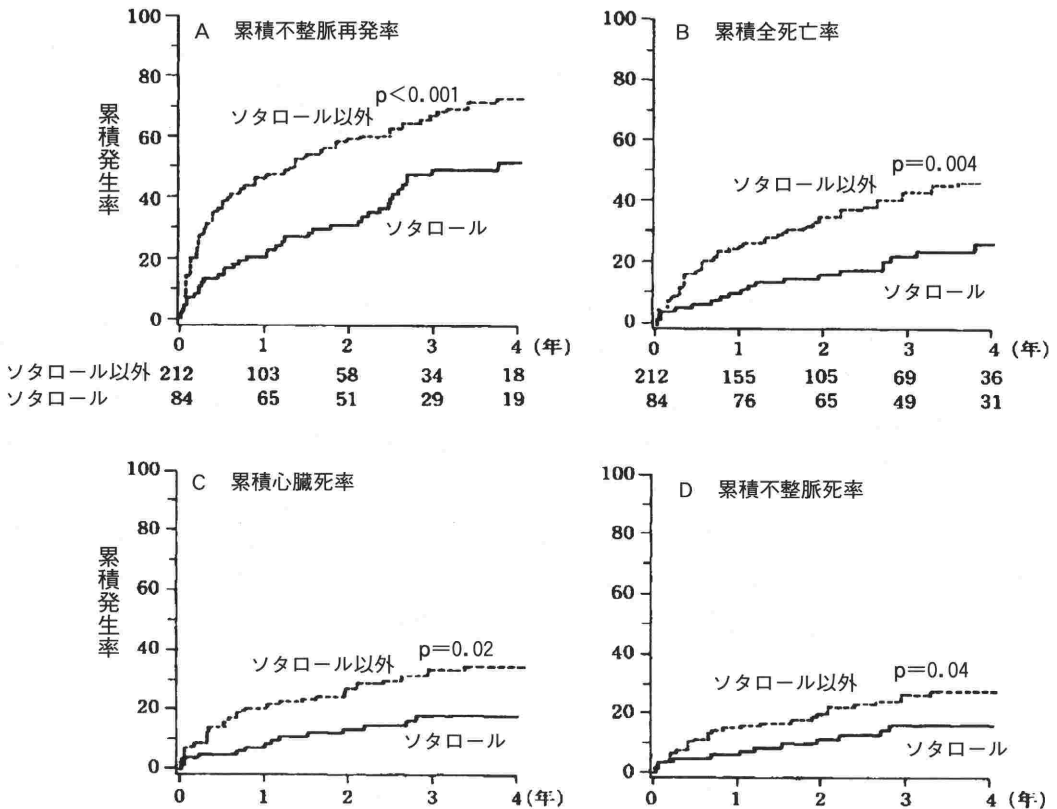 A 累積不整脈再発率
100
80
60
40
20
0
累積発生率
p<0.001
ソタロール以外
ソタロール
0 1 2 3 4 (年)
ソタロール以外 212 103 58 34 18
ソタロール 84 65 51 29 19
B 累積全死亡率
100
80
60
40
20
0
p=0.004
ソタロール以外
ソタロール
0 1 2 3 4 (年)
212 155 105 69 36
84 76 65 49 31
C 累積心臓死率
100
80
60
40
20
0
累積発生率
p=0.02
ソタロール以外
ソタロール
0 1 2 3 4 (年)
D 累積不整脈死率
100
80
60
40
20
0
p=0.04
ソタロール以外
ソタロール
0 1 2 3 4 (年)